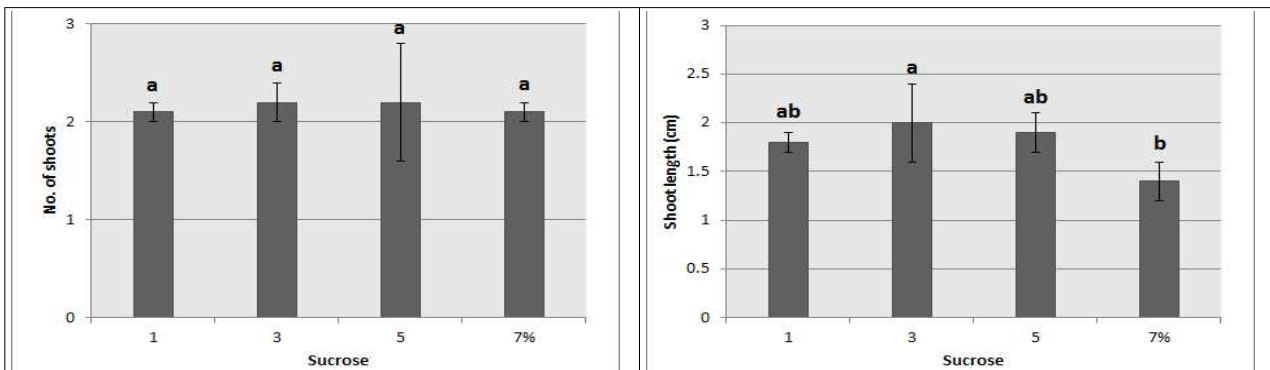 No. of shoots
3
2
1
0
a a a a
1 3 5 7%
Sucrose
Shoot length (cm)
3
2.5
2
1.5
1
0.5
0
ab a ab b
1 3 5 7%
Sucrose